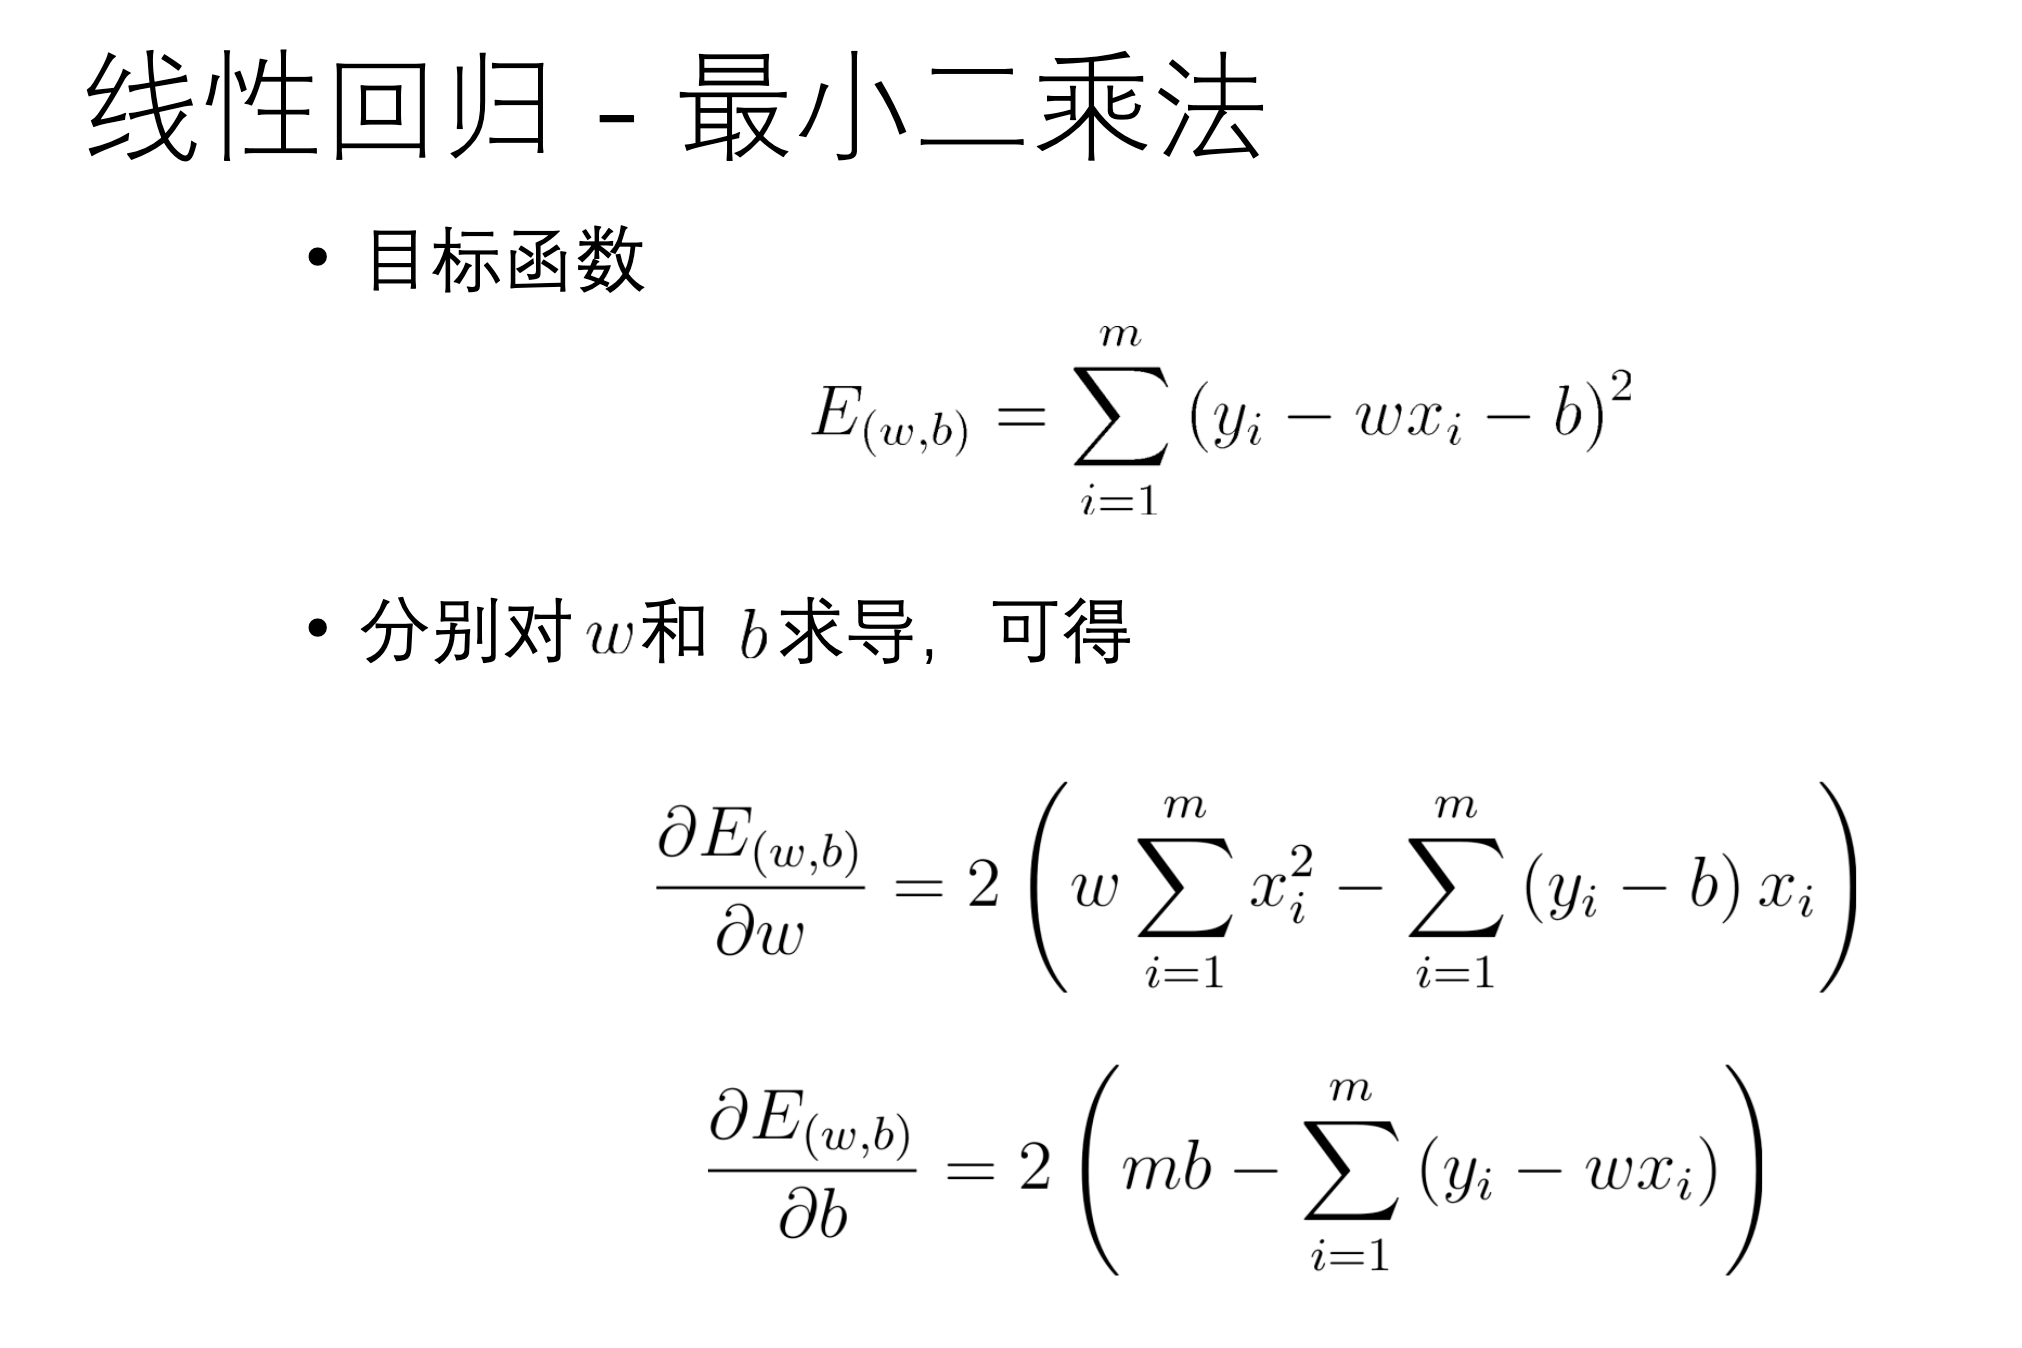 线性回归 - 最小二乘法
• 目标函数
$$E_{(w,b)} = \sum_{i=1}^{m} (y_i - wx_i - b)^2$$
• 分别对 $w$ 和 $b$ 求导, 可得
$$\frac{\partial E_{(w,b)}}{\partial w} = 2 \left( w \sum_{i=1}^{m} x_i^2 - \sum_{i=1}^{m} (y_i - b) x_i \right)$$
$$\frac{\partial E_{(w,b)}}{\partial b} = 2 \left( mb - \sum_{i=1}^{m} (y_i - wx_i) \right)$$